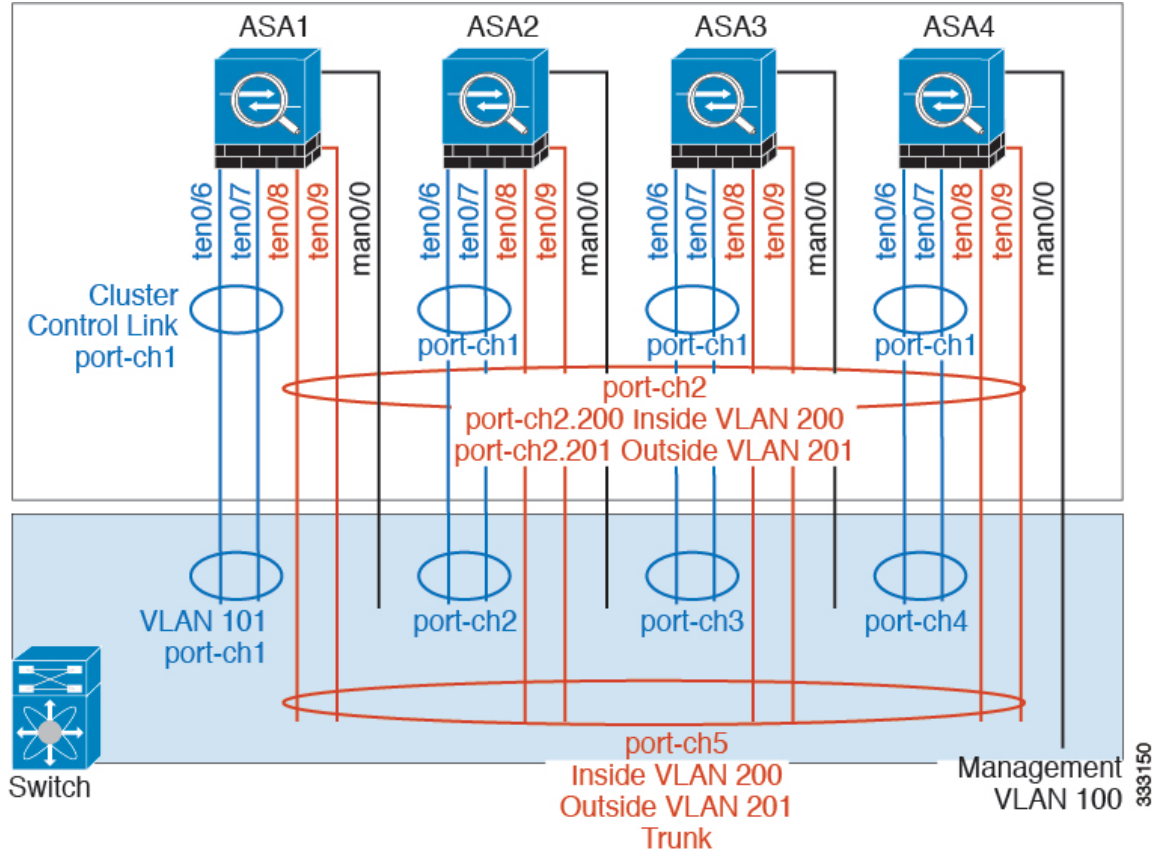 ASA1
ASA2
ASA3
ASA4
ten0/6
ten0/7
ten0/8
ten0/9
man0/0
ten0/6
ten0/7
ten0/8
ten0/9
man0/0
ten0/6
ten0/7
ten0/8
ten0/9
man0/0
ten0/6
ten0/7
ten0/8
ten0/9
man0/0
Cluster
Control Link
port-ch1
port-ch1
port-ch1
port-ch1
port-ch2
port-ch2.200 Inside VLAN 200
port-ch2.201 Outside VLAN 201
VLAN 101
port-ch1
port-ch2
port-ch3
port-ch4
Switch
port-ch5
Inside VLAN 200
Outside VLAN 201
Trunk
Management
VLAN 100
333150